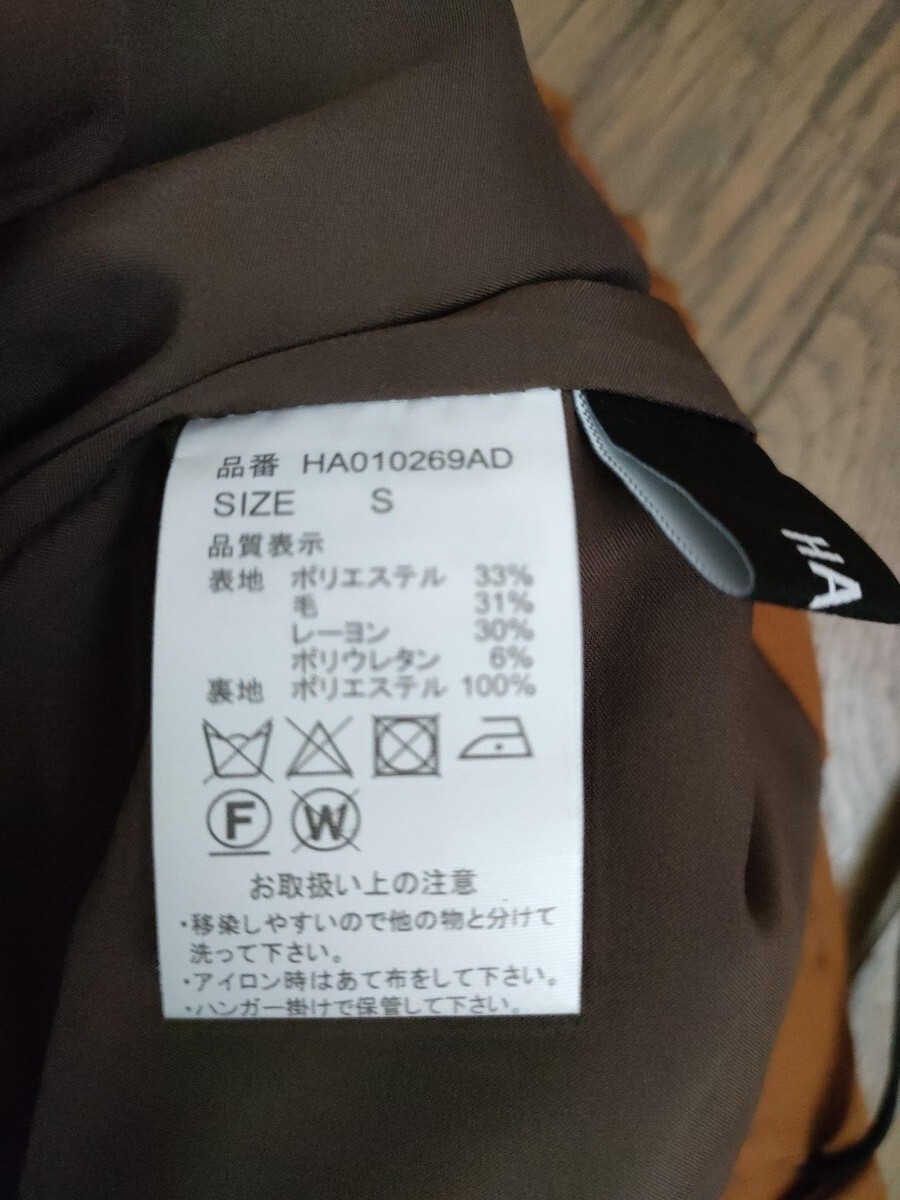 品番 HA010269AD
SIZE S
品質表示
表地 ポリエステル 33%
毛 31%
レーヨン 30%
ポリウレタン 6%
裏地 ポリエステル 100%
F W
お取扱い上の注意
・移染しやすいので他の物と分けて
洗って下さい。
・アイロン時はあて布をして下さい。
・ハンガー掛けで保管して下さい。
HA